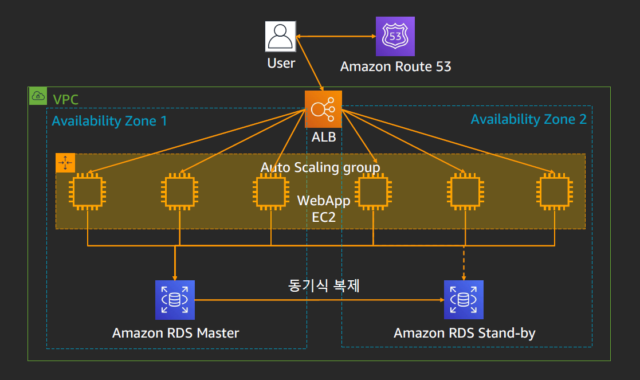 53
User
Amazon Route 53
VPC
Availability Zone 1
Availability Zone 2
ALB
Auto Scaling group
WebApp
EC2
동기식 복제
Amazon RDS Master
Amazon RDS Stand-by